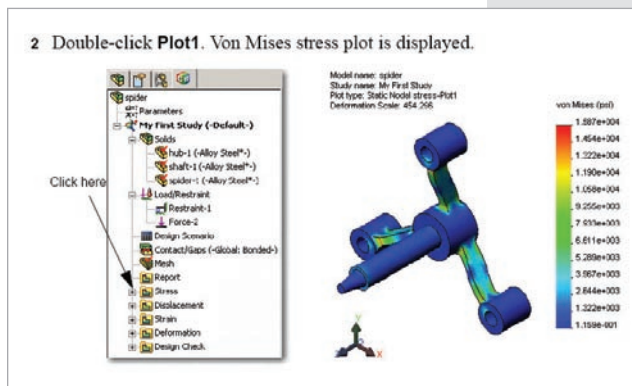 2 Double-click Plot1. Von Mises stress plot is displayed.
spider
Parameters
My First Study (-Default-)
Solids
hub-1 (-Alloy Steel*-)
shaft-1 (-Alloy Steel*-)
spider-1 (-Alloy Steel*-)
Click here
Load/Restraint
Restraint-1
Force-2
Design Scenario
Contact/Gaps (-Global: Bonded-)
Mesh
Report
Stress
Displacement
Strain
Deformation
Design Check
Model name: spider
Study name: My First Study
Plot type: Static Nodal stress-Plot1
Deformation Scale: 454.266
von Mises (psi)
1.587e+004
1.454e+004
1.322e+004
1.190e+004
1.058e+004
9.255e+003
7.933e+003
6.611e+003
5.289e+003
3.967e+003
2.644e+003
1.322e+003
1.159e-001
Y